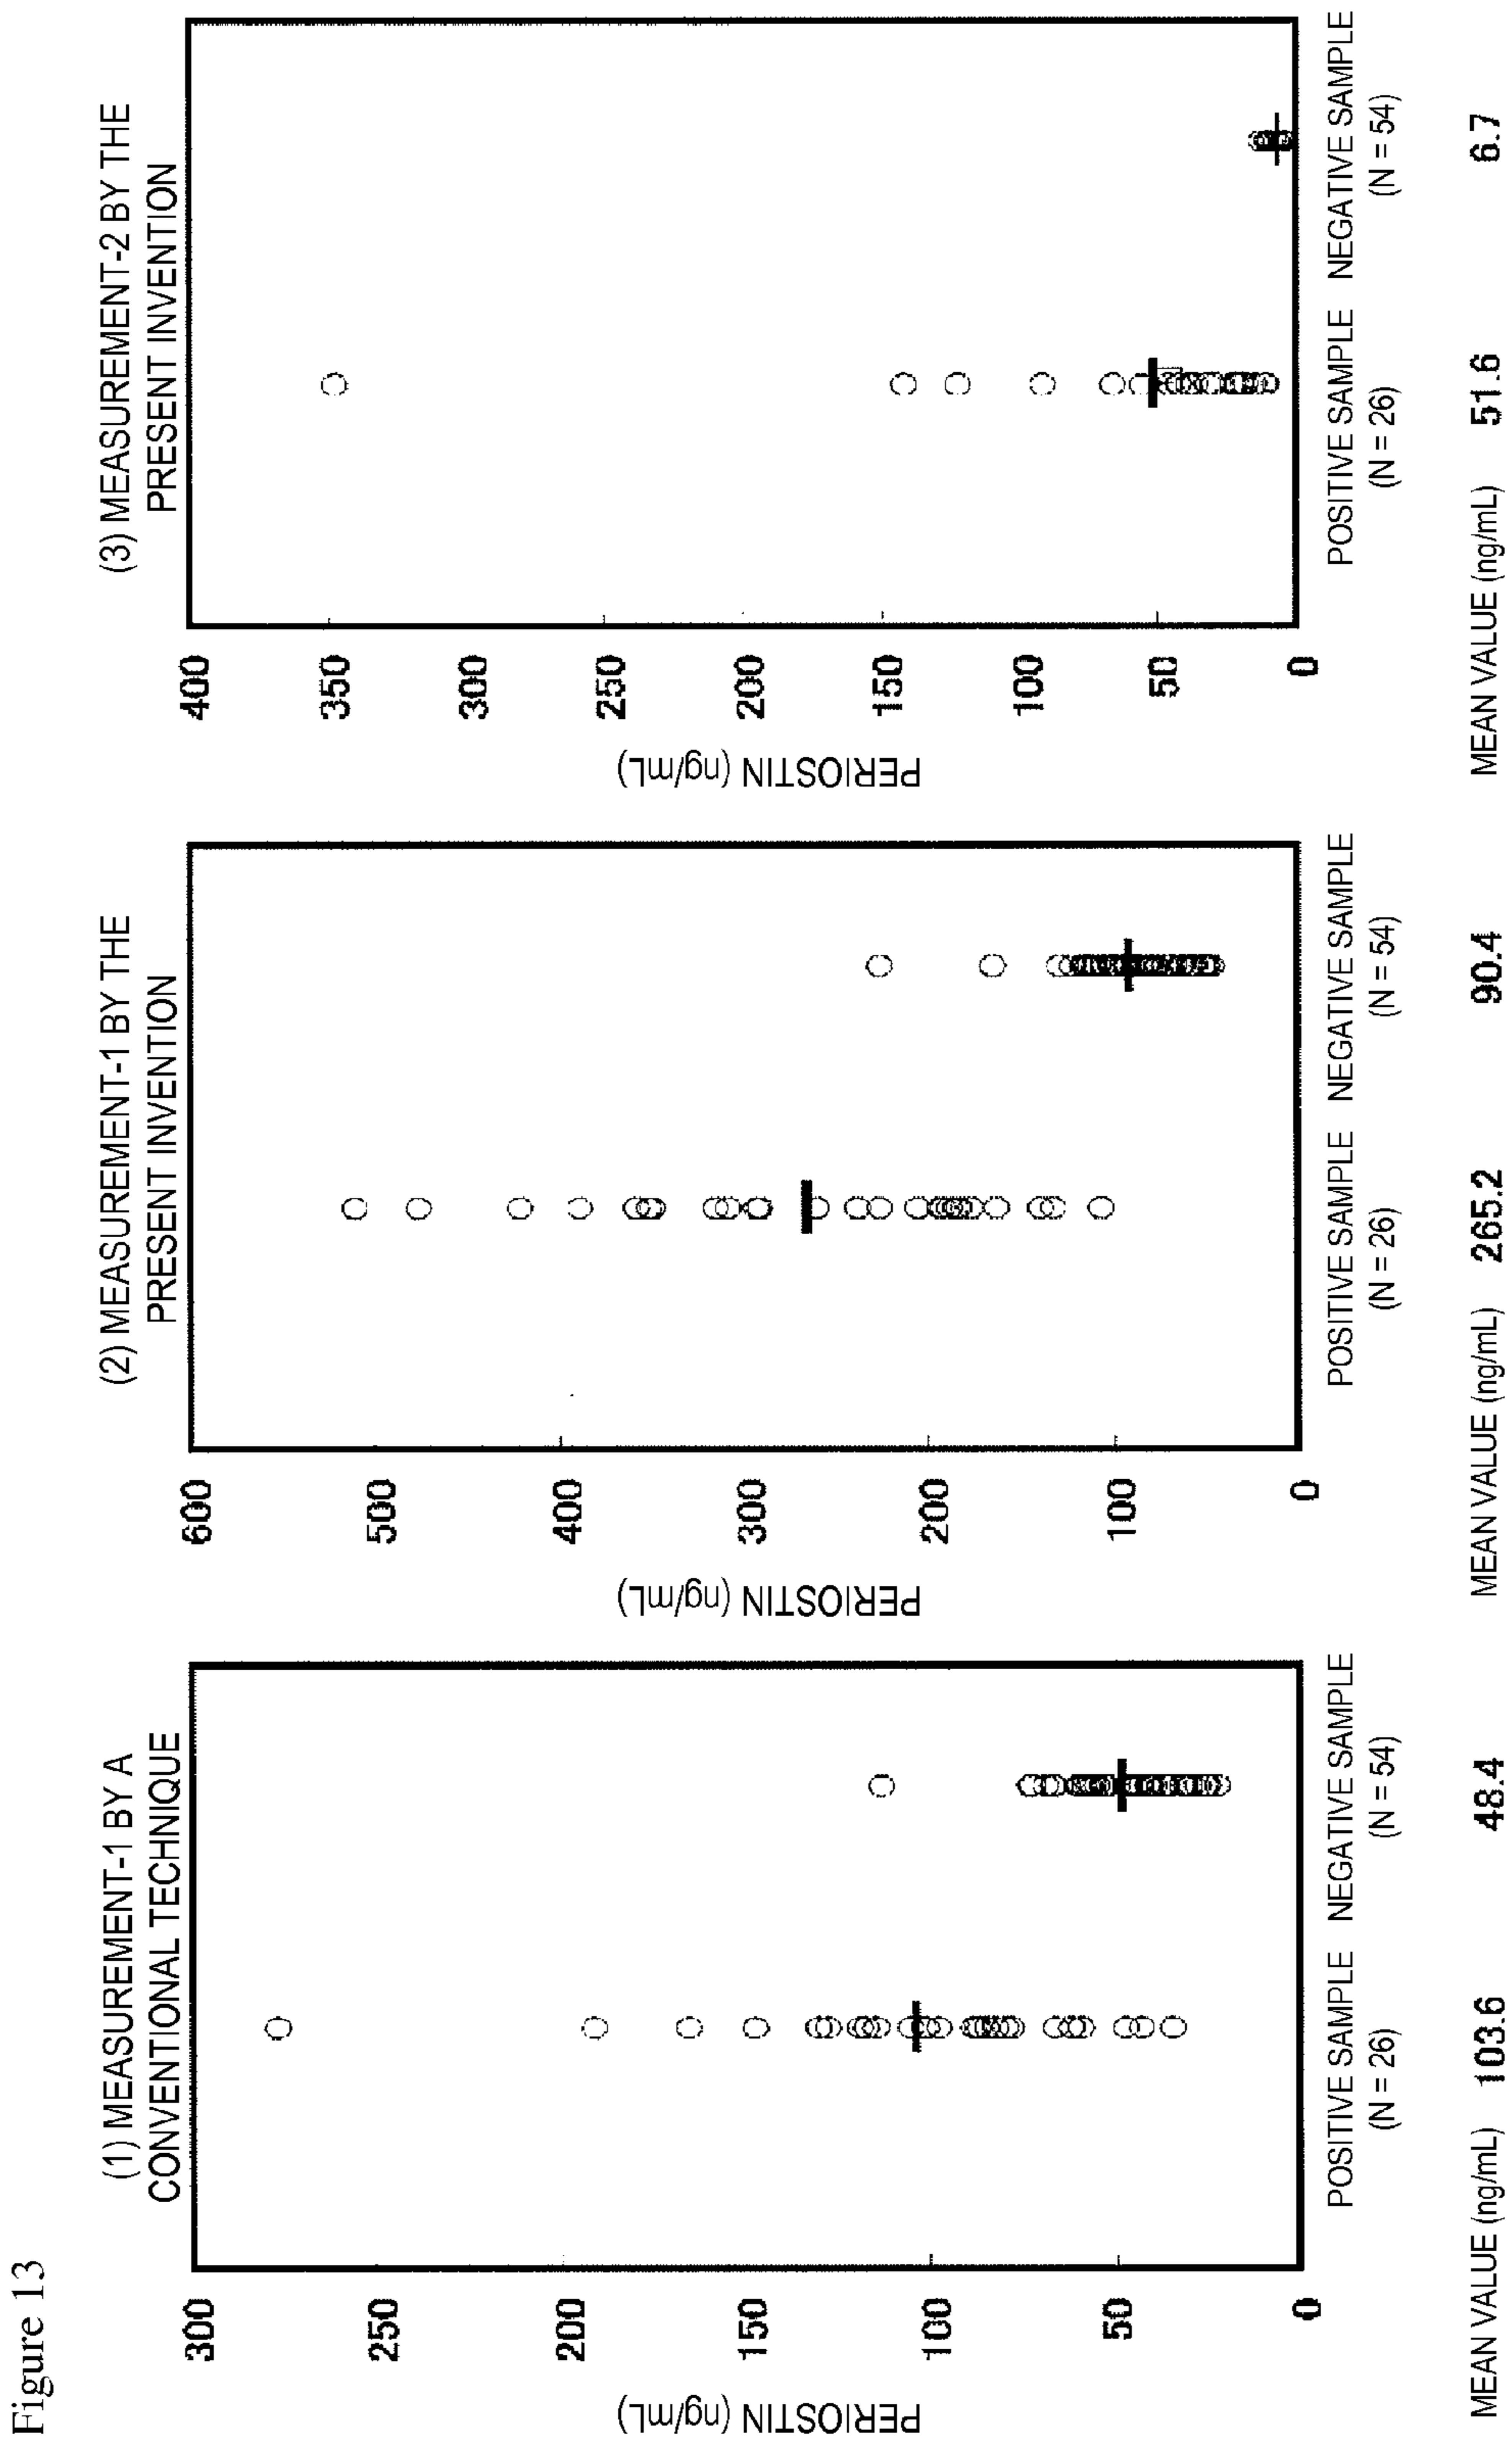 Figure 13
(1) MEASUREMENT-1 BY A
CONVENTIONAL TECHNIQUE
PERIOSTIN (ng/mL)
300
250
200
150
100
50
0
POSITIVE SAMPLE NEGATIVE SAMPLE
(N = 26) (N = 54)
MEAN VALUE (ng/mL) 103.6 48.4
(2) MEASUREMENT-1 BY THE
PRESENT INVENTION
PERIOSTIN (ng/mL)
600
500
400
300
200
100
0
POSITIVE SAMPLE NEGATIVE SAMPLE
(N = 26) (N = 54)
MEAN VALUE (ng/mL) 265.2 90.4
(3) MEASUREMENT-2 BY THE
PRESENT INVENTION
PERIOSTIN (ng/mL)
400
350
300
250
200
150
100
50
0
POSITIVE SAMPLE NEGATIVE SAMPLE
(N = 26) (N = 54)
MEAN VALUE (ng/mL) 51.6 6.7